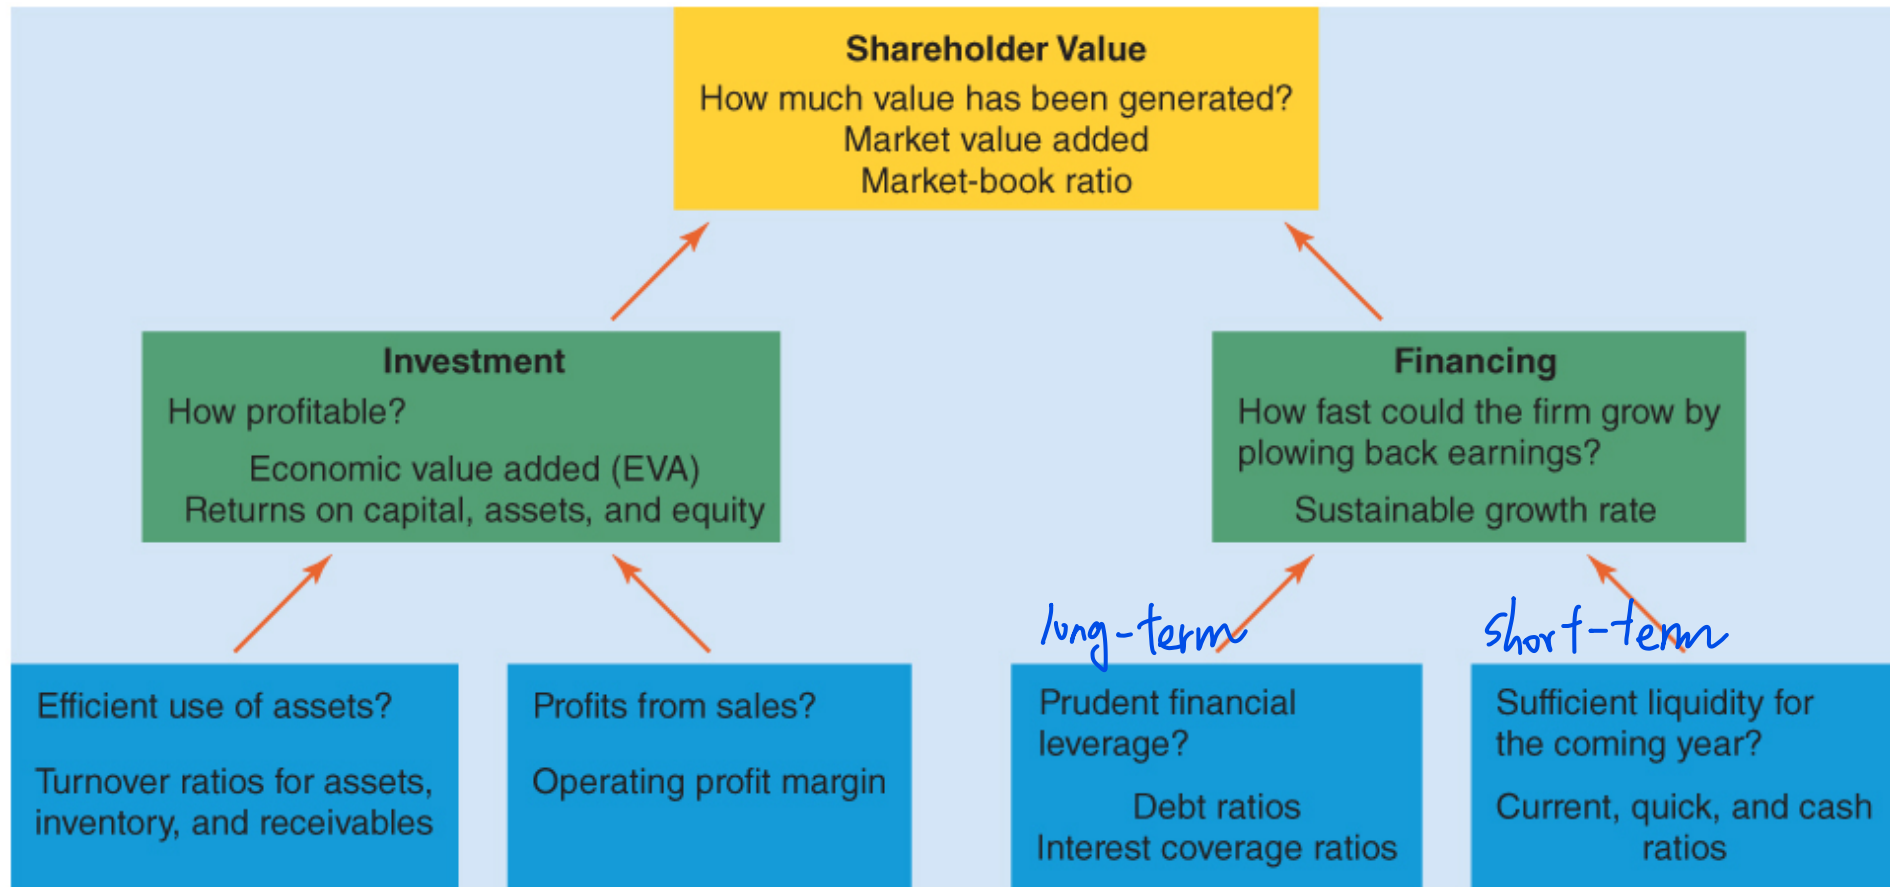 Shareholder Value
How much value has been generated?
Market value added
Market-book ratio
Investment
How profitable?
Economic value added (EVA)
Returns on capital, assets, and equity
Financing
How fast could the firm grow by
plowing back earnings?
Sustainable growth rate
Efficient use of assets?
Turnover ratios for assets,
inventory, and receivables
Profits from sales?
Operating profit margin
long-term
Prudent financial
leverage?
Debt ratios
Interest coverage ratios
short-term
Sufficient liquidity for
the coming year?
Current, quick, and cash
ratios